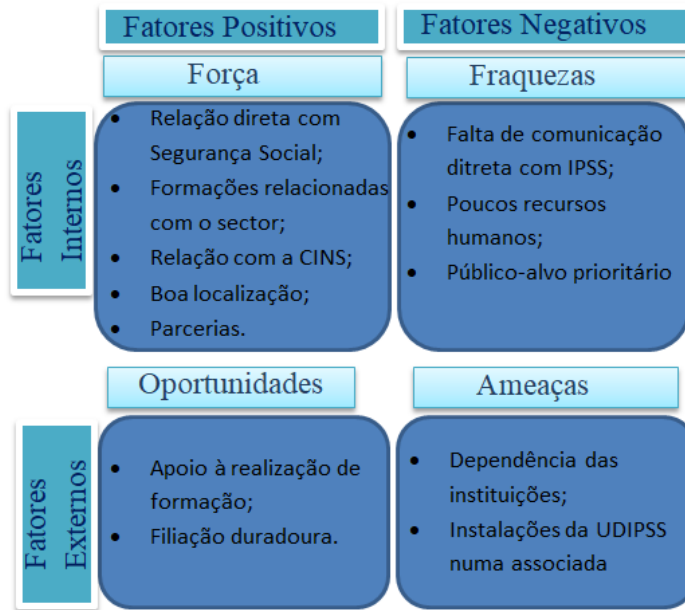 Fatores Positivos
Fatores Negativos
Força
Fraquezas
Fatores
Internos
• Relação direta com
Segurança Social;
• Formações relacionadas
com o sector;
• Relação com a CINS;
• Boa localização;
• Parcerias.
• Falta de comunicação
ditreta com IPSS;
• Poucos recursos
humanos;
• Público-alvo prioritário
Oportunidades
Ameaças
Fatores
Externos
• Apoio à realização de
formação;
• Filiação duradoura.
• Dependência das
instituições;
• Instalações da UDIPSS
numa associada